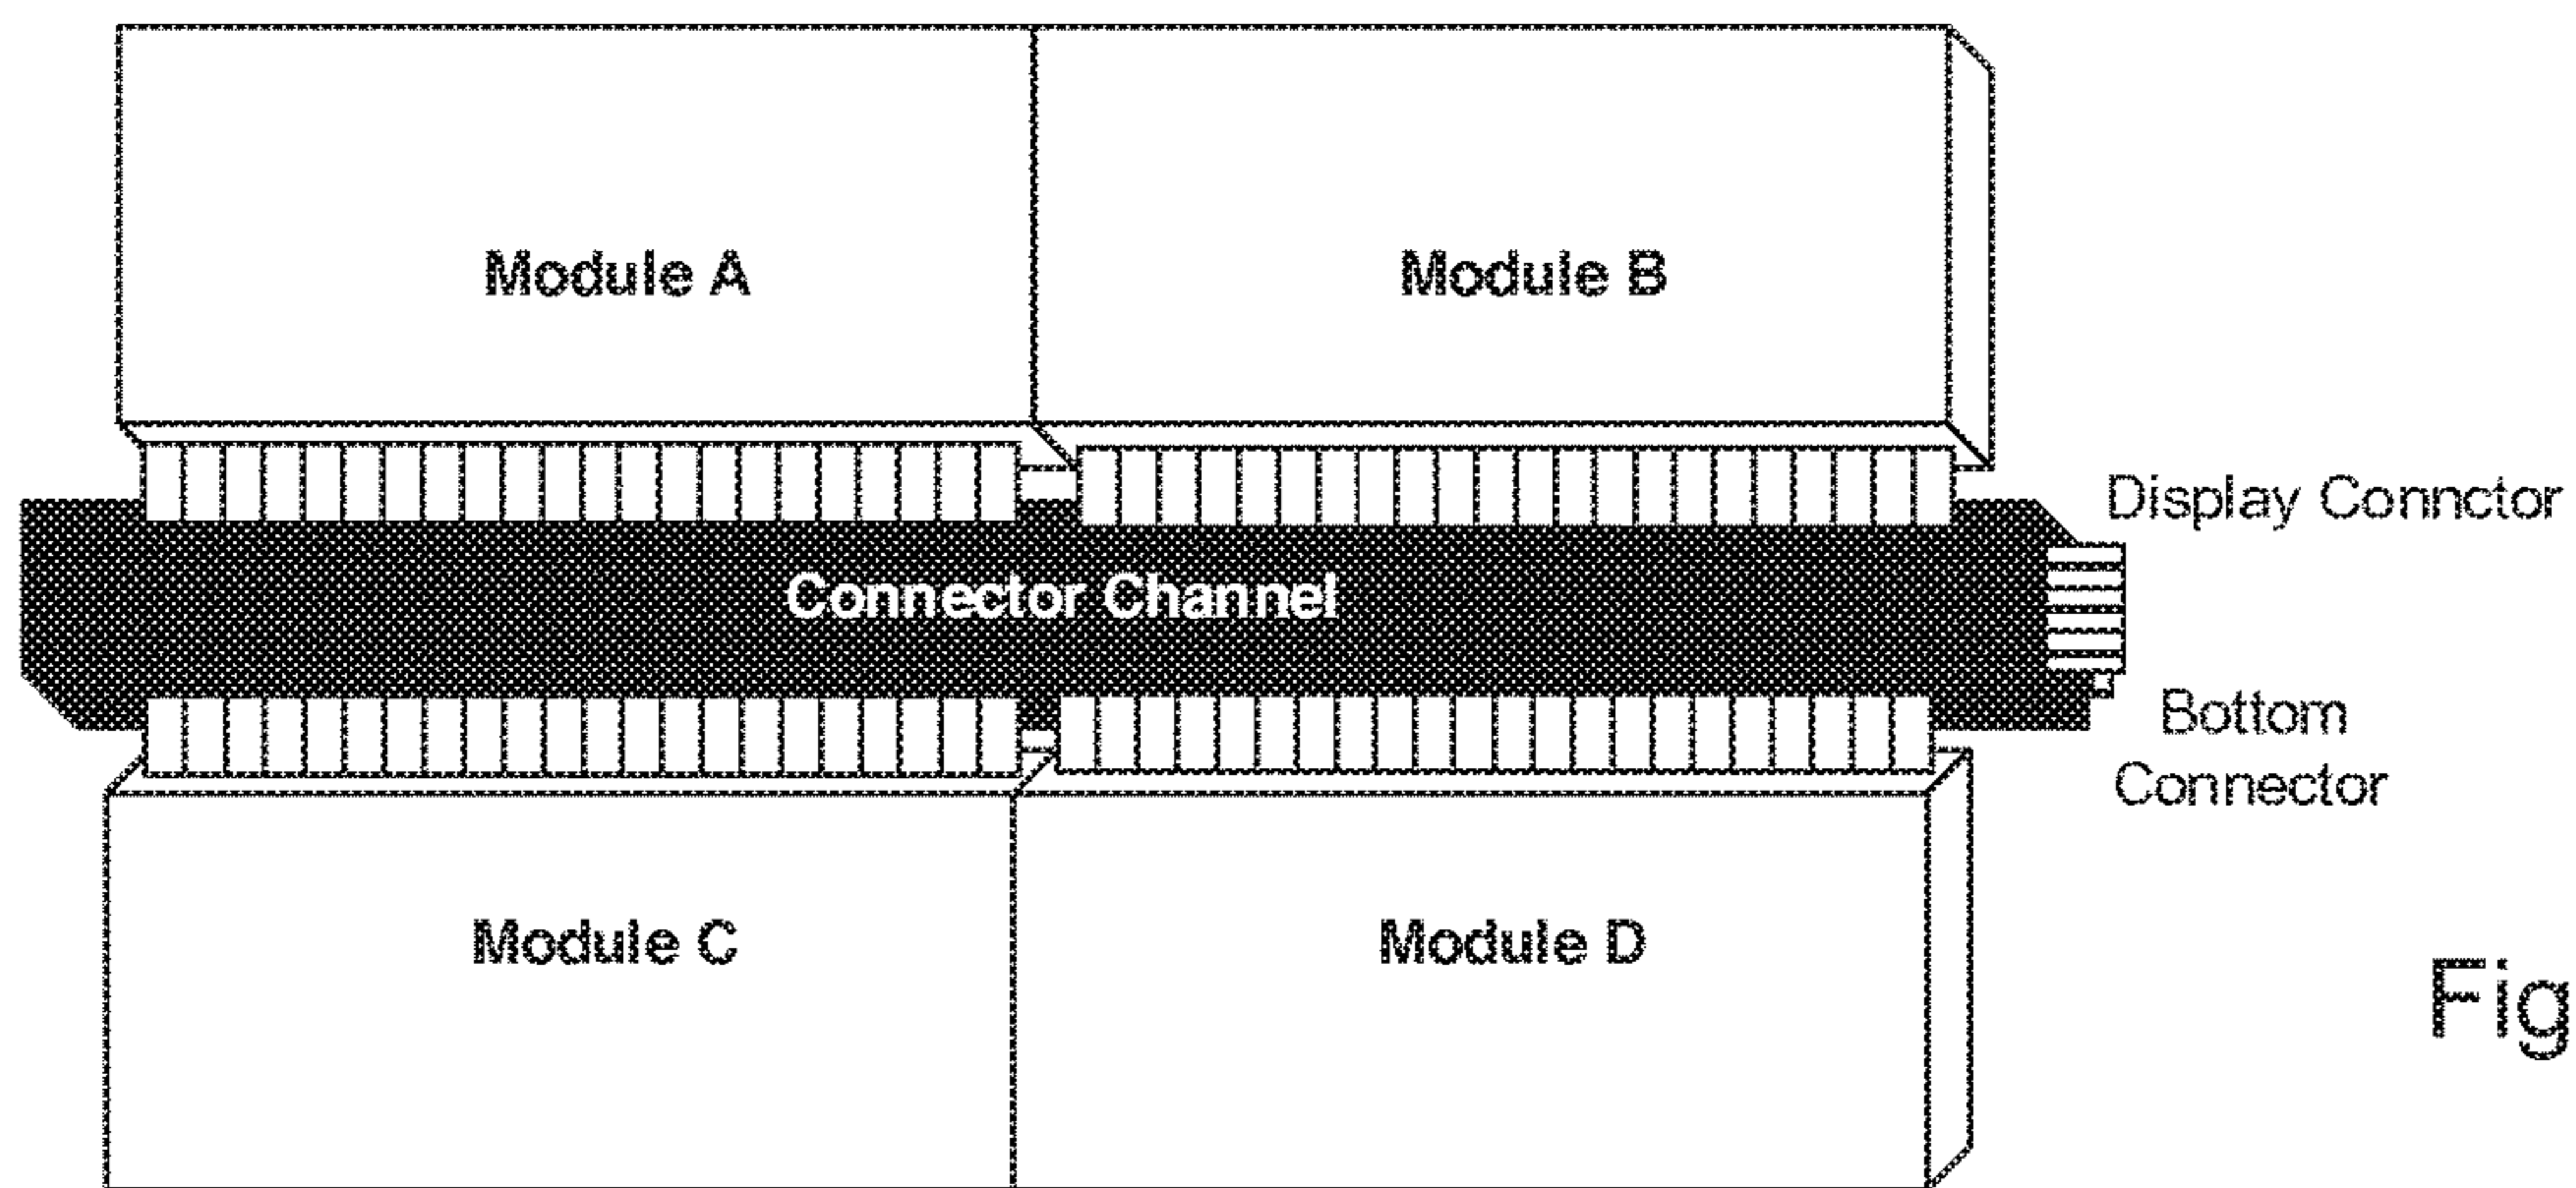 Module A
Module B
Display Connctor
Connector Channel
Bottom
Connector
Module C
Module D
Fig